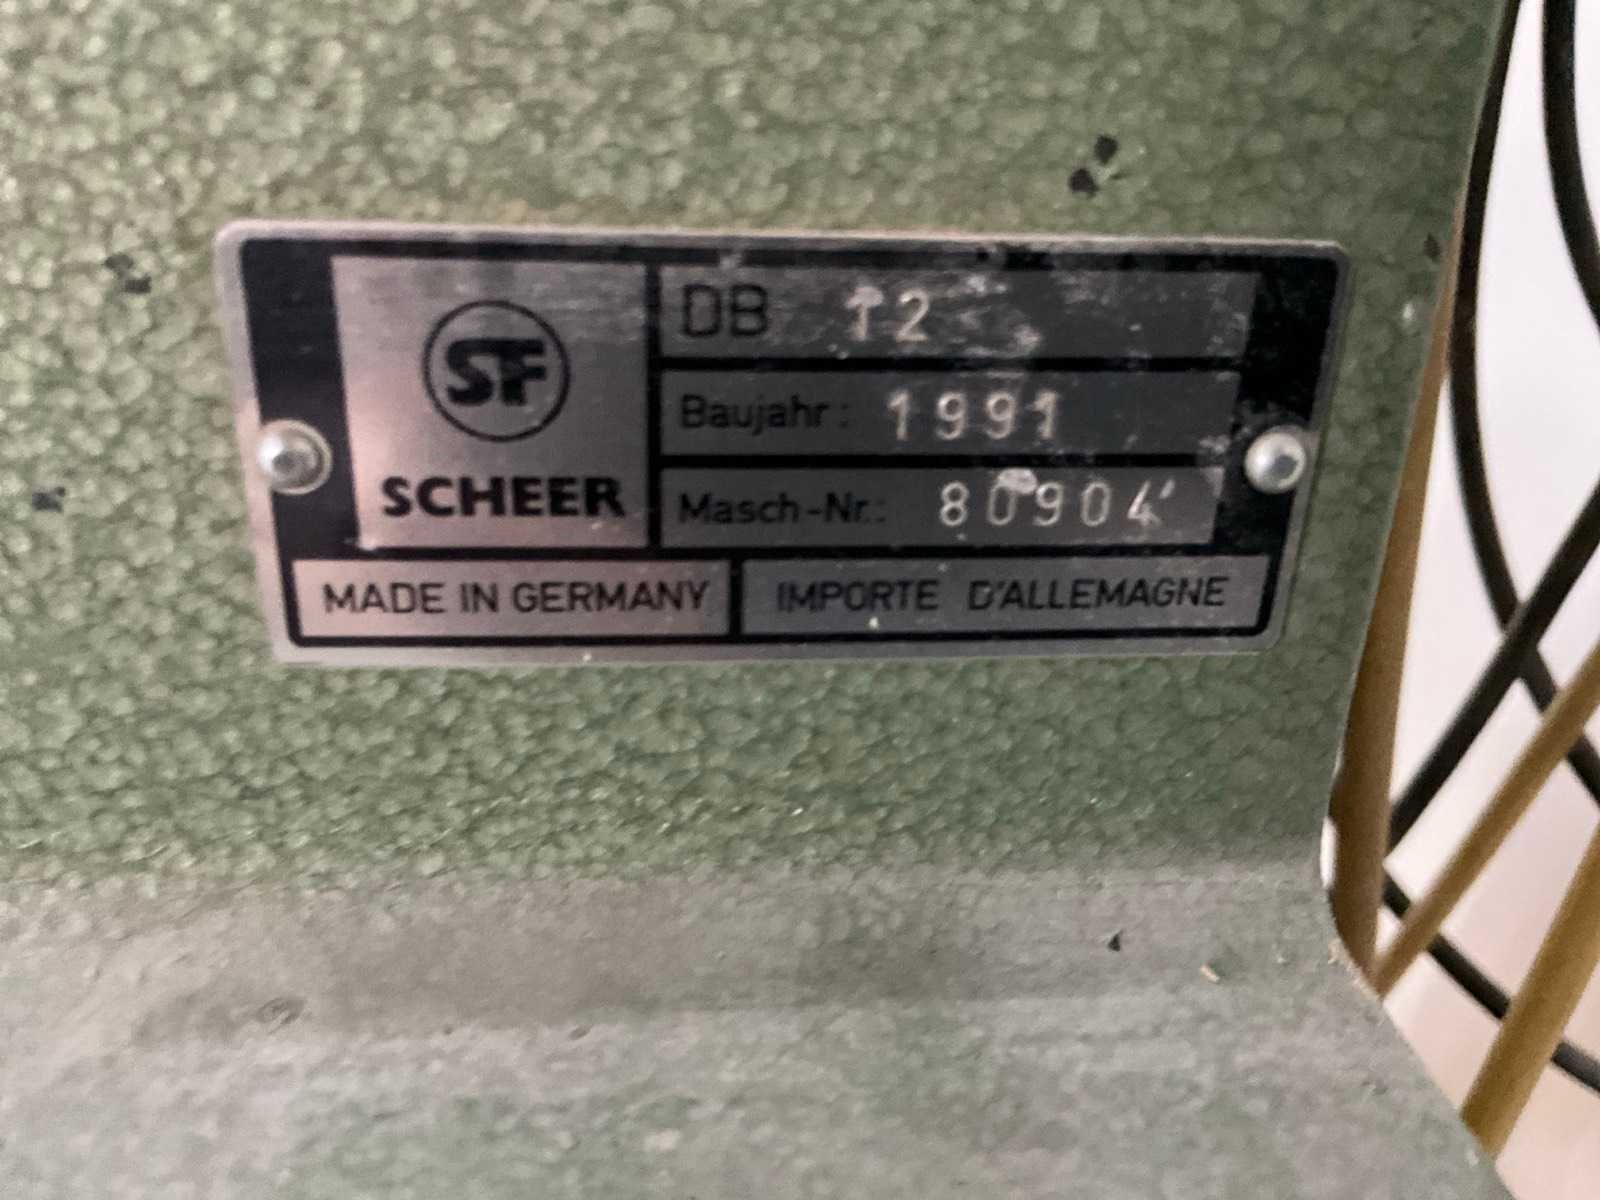 SF
SCHEER
DB 12
Baujahr: 1991
Masch-Nr.: 80904
MADE IN GERMANY
IMPORTE D'ALLEMAGNE